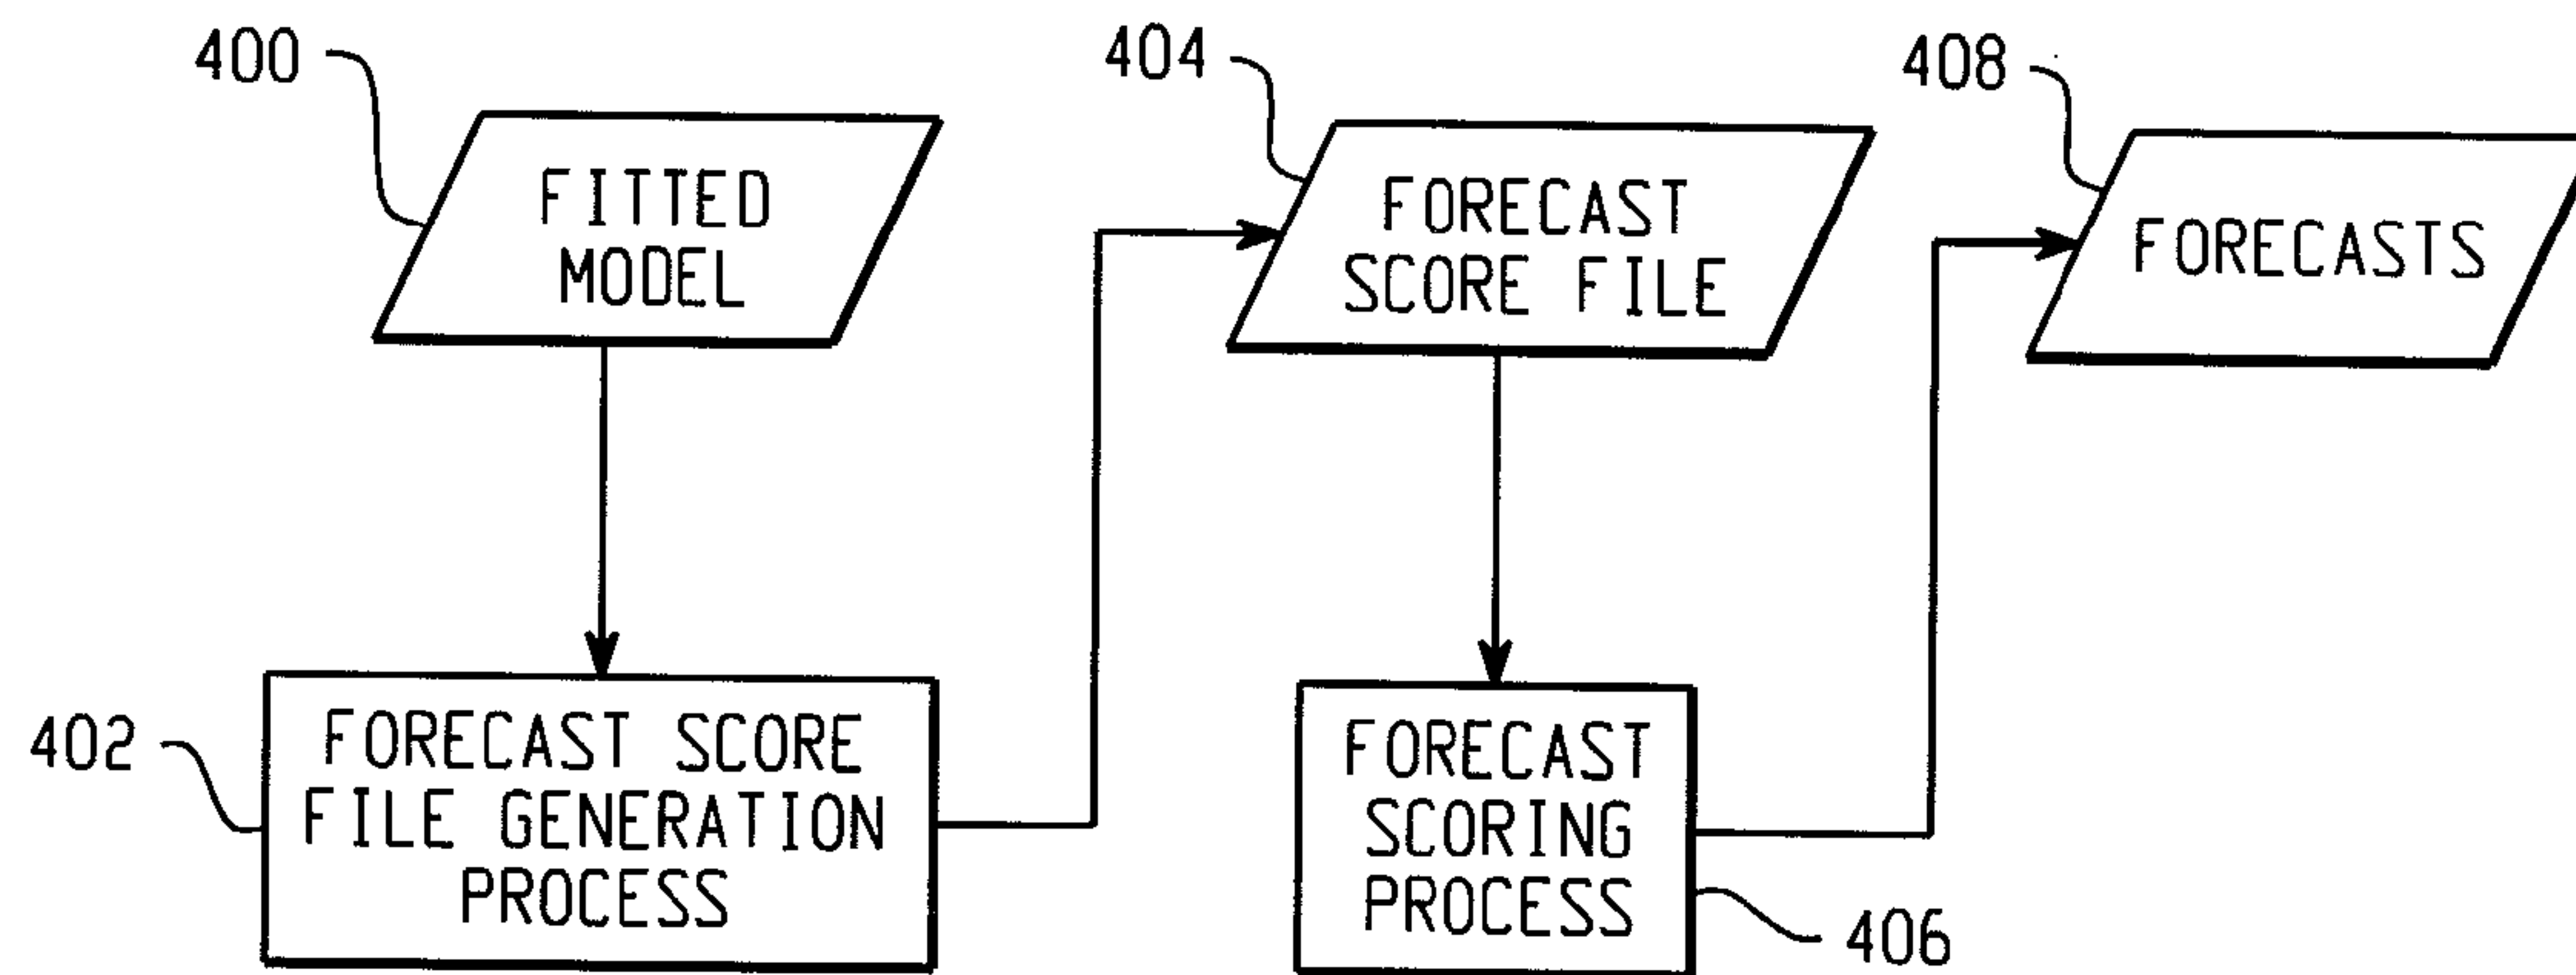 400
FITTED
MODEL
402
FORECAST SCORE
FILE GENERATION
PROCESS
404
FORECAST
SCORE FILE
FORECAST
SCORING
PROCESS
406
408
FORECASTS